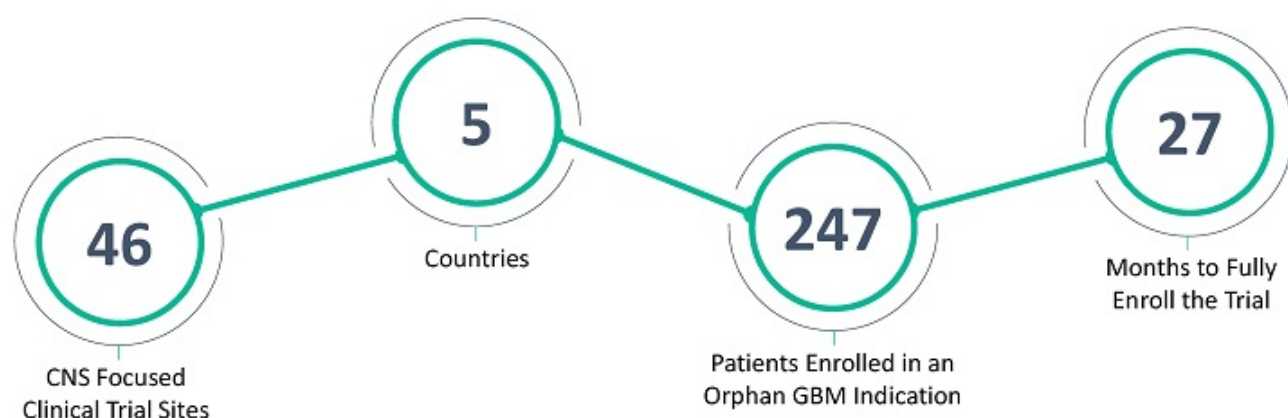 46
CNS Focused
Clinical Trial Sites
5
Countries
247
Patients Enrolled in an
Orphan GBM Indication
27
Months to Fully
Enroll the Trial